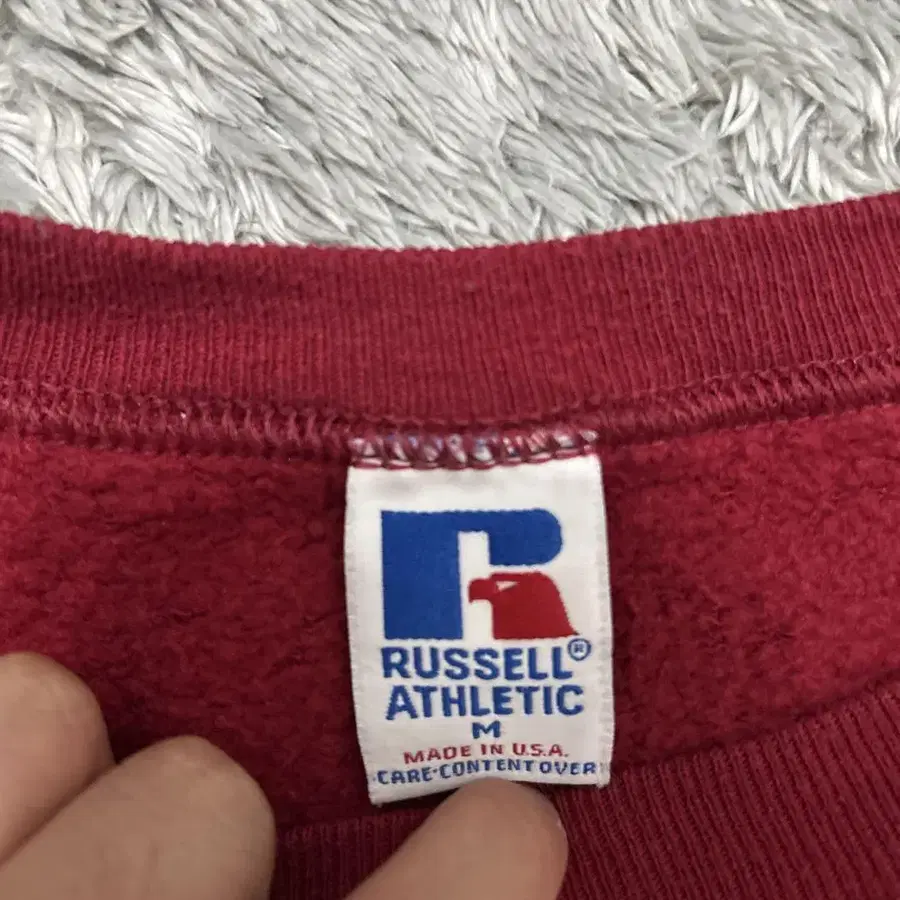 RUSSELL®
ATHLETIC
M
MADE IN U.S.A.
CARE·CONTENT OVER